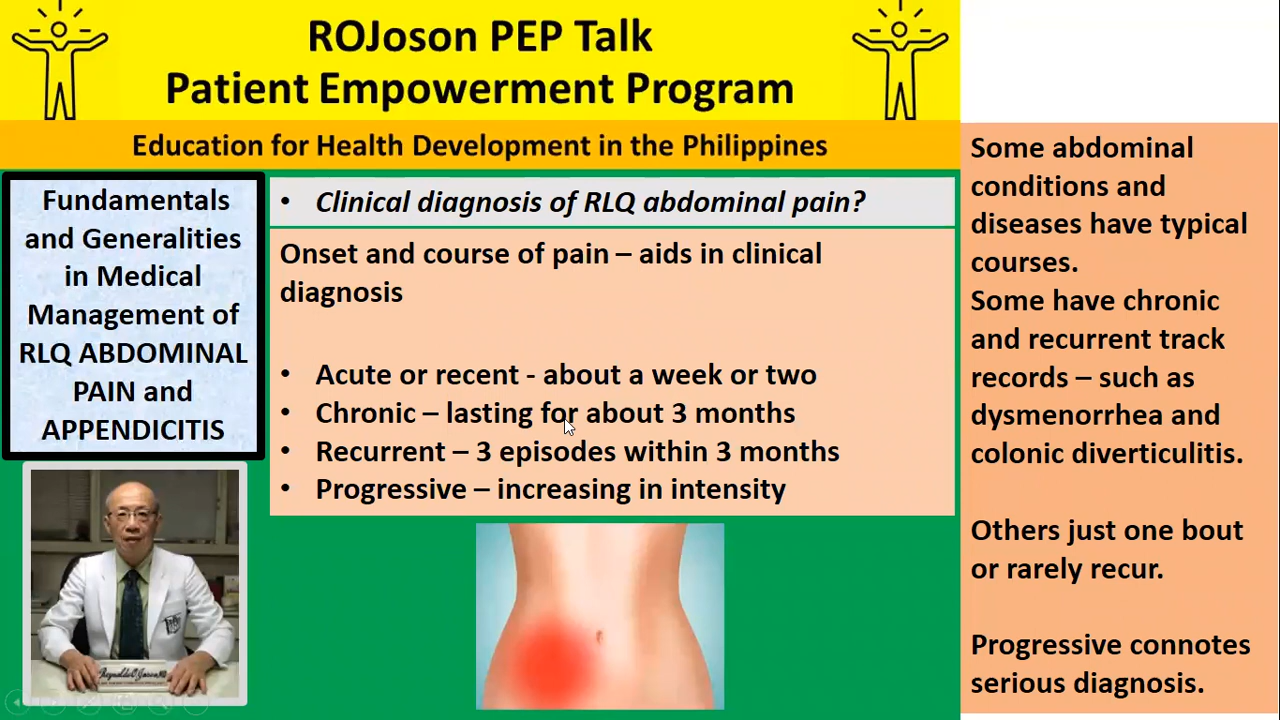 ROJoson PEP Talk
Patient Empowerment Program
Education for Health Development in the Philippines
Fundamentals
and Generalities
in Medical
Management of
RLQ ABDOMINAL
PAIN and
APPENDICITIS
• Clinical diagnosis of RLQ abdominal pain?
Onset and course of pain – aids in clinical
diagnosis
• Acute or recent - about a week or two
• Chronic – lasting for about 3 months
• Recurrent – 3 episodes within 3 months
• Progressive – increasing in intensity
Some abdominal
conditions and
diseases have typical
courses.
Some have chronic
and recurrent track
records – such as
dysmenorrhea and
colonic diverticulitis.
Others just one bout
or rarely recur.
Progressive connotes
serious diagnosis.
Reynaldo O. Joson, MD